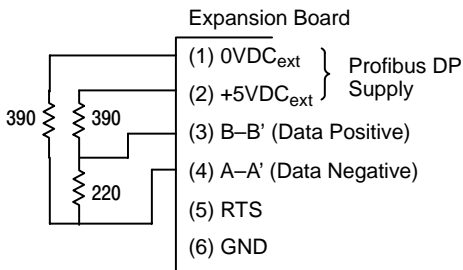 Expansion Board
(1) 0VDCext
(2) +5VDCext
Profibus DP
Supply
390
390
(3) B–B' (Data Positive)
(4) A–A' (Data Negative)
220
(5) RTS
(6) GND